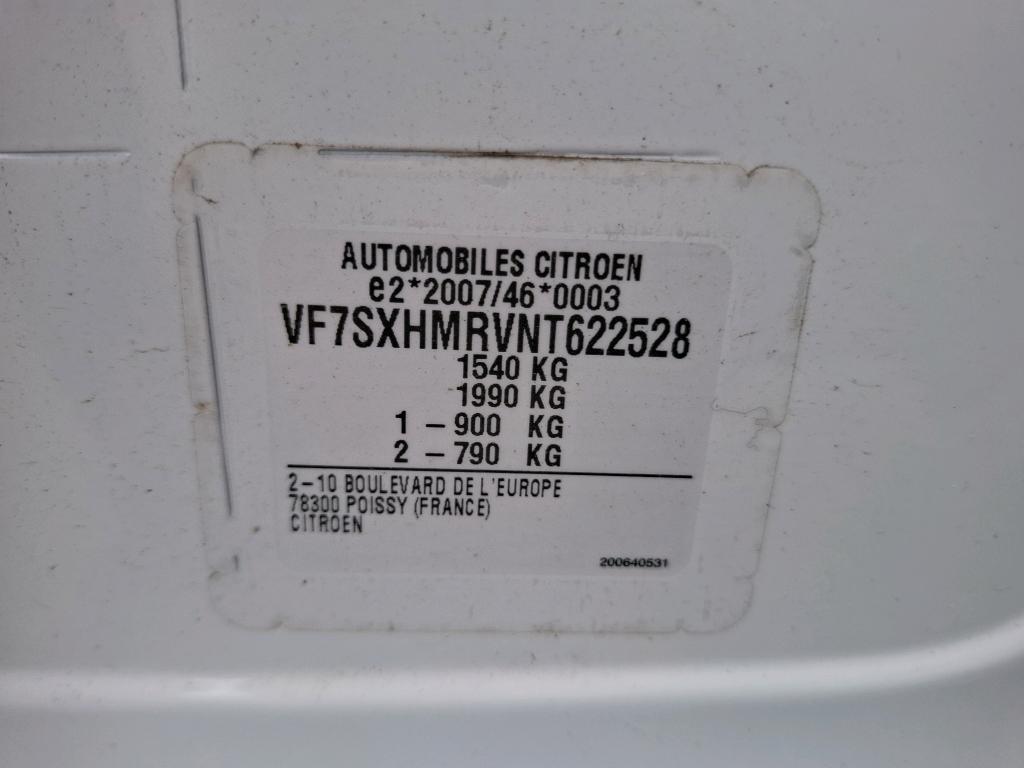 AUTOMOBILES CITROEN
e2*2007/46*0003
VF7SXHMRVNT622528
1540 KG
1990 KG
1 - 900 KG
2 - 790 KG
2-10 BOULEVARD DE L'EUROPE
78300 POISSY (FRANCE)
CITROEN
200640531